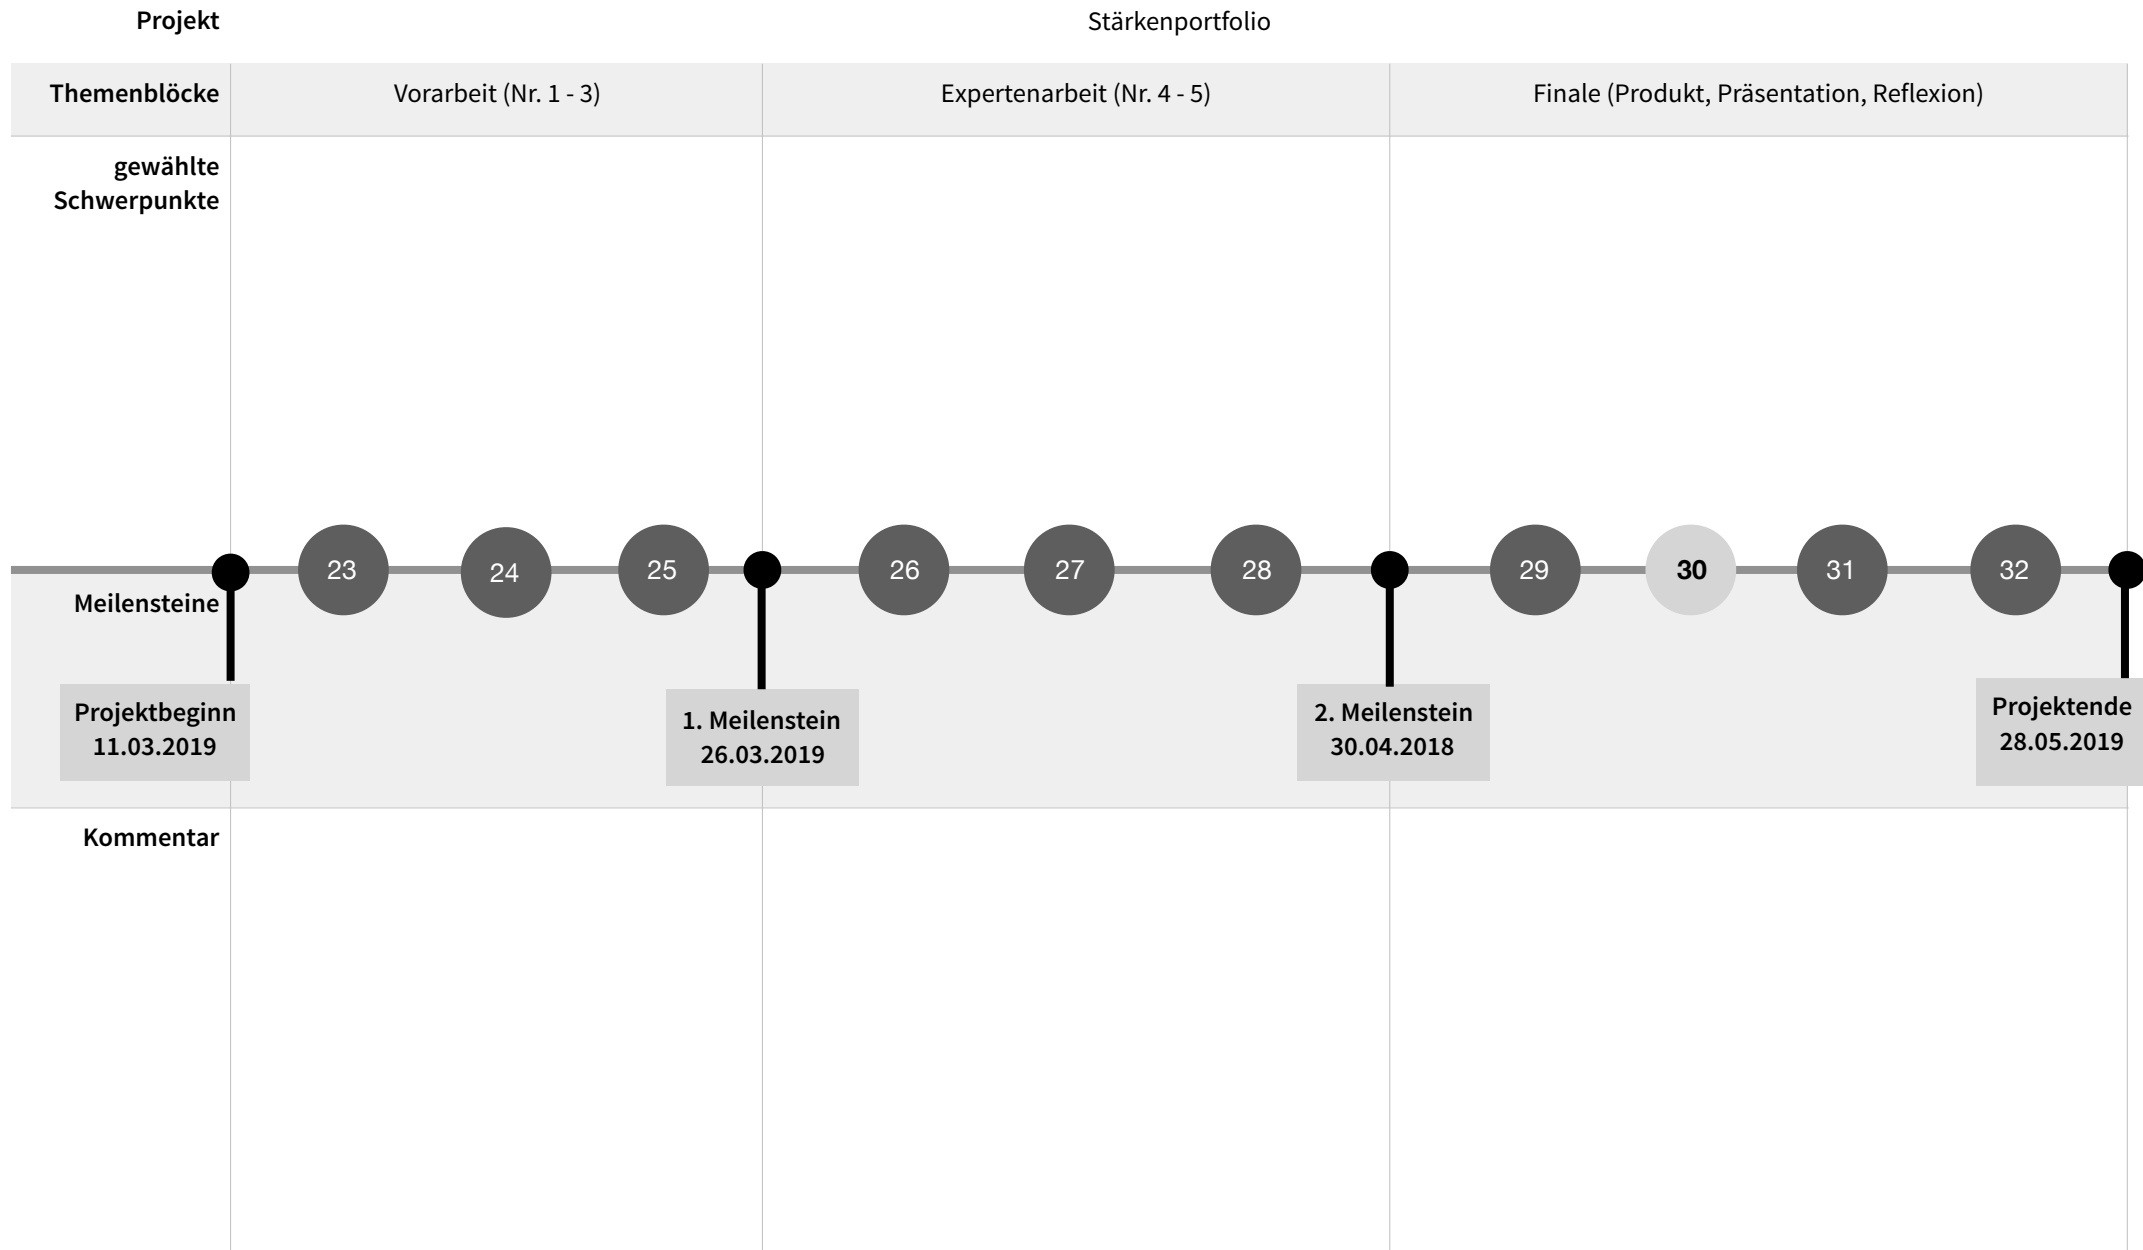 Projekt
Stärkenportfolio
Themenblöcke
Vorarbeit (Nr. 1 - 3)
Expertenarbeit (Nr. 4 - 5)
Finale (Produkt, Präsentation, Reflexion)
gewählte
Schwerpunkte
23
24
25
26
27
28
29
30
31
32
Meilensteine
Projektbeginn
11.03.2019
1. Meilenstein
26.03.2019
2. Meilenstein
30.04.2018
Projektende
28.05.2019
Kommentar